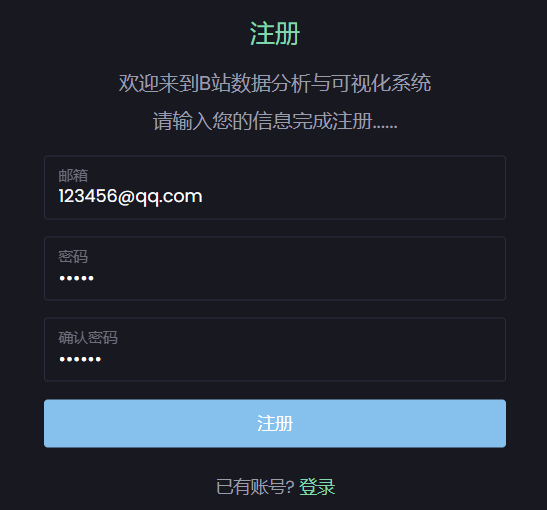 注册
欢迎来到B站数据分析与可视化系统
请输入您的信息完成注册......
邮箱
123456@qq.com
密码
•••••
确认密码
••••••
注册
已有账号? 登录